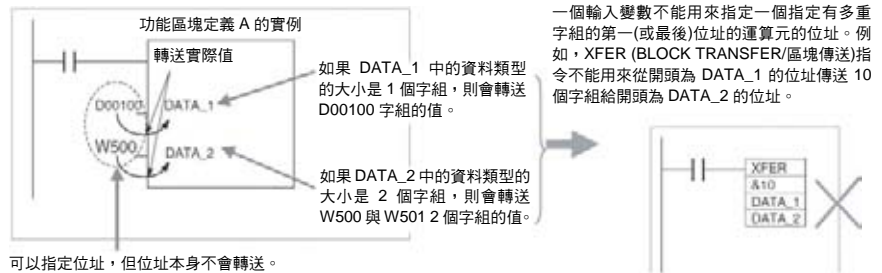 功能區塊定義 A 的實例
轉送實際值
D00100
DATA_1
W500
DATA_2
如果 DATA_1 中的資料類型
的大小是 1 個字組，則會轉送
D00100 字組的值。
如果 DATA_2 中的資料類型的
大小是 2 個字組，則會轉送
W500 與 W501 2 個字組的值。
可以指定位址，但位址本身不會轉送。
一個輸入變數不能用來指定一個指定有多重
字組的第一(或最後)位址的運算元的位址。例
如，XFER (BLOCK TRANSFER/區塊傳送)指
令不能用來從開頭為 DATA_1 的位址傳送 10
個字組給開頭為 DATA_2 的位址。
XFER
&10
DATA_1
DATA_2